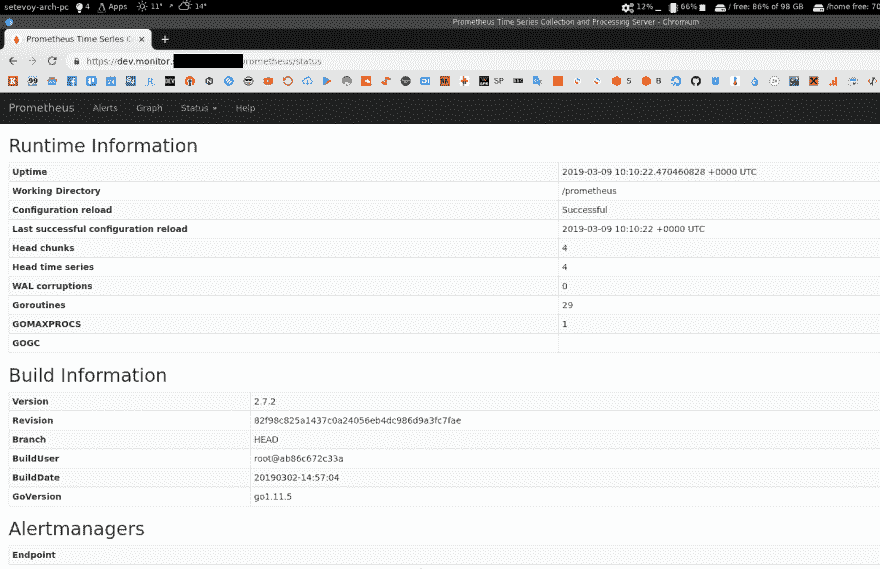 setevoy-arch-pc 4 Apps 11° 14° 12% 66% / free: 86% of 98 GB /home free: 70
Prometheus Time Series Collection and Processing Server - Chromium
Prometheus Time Series C
https://dev.monitor. /prometheus/status
SP S B
Prometheus Alerts Graph Status Help
Runtime Information
Uptime 2019-03-09 10:10:22.470460828 +0000 UTC
Working Directory /prometheus
Configuration reload Successful
Last successful configuration reload 2019-03-09 10:10:22 +0000 UTC
Head chunks 4
Head time series 4
WAL corruptions 0
Goroutines 29
GOMAXPROCS 1
GOGC
Build Information
Version 2.7.2
Revision 82f98c825a1437c0a24056eb4dc986d9a3fc7fae
Branch HEAD
BuildUser root@ab86c672c33a
BuildDate 20190302-14:57:04
GoVersion go1.11.5
Alertmanagers
Endpoint